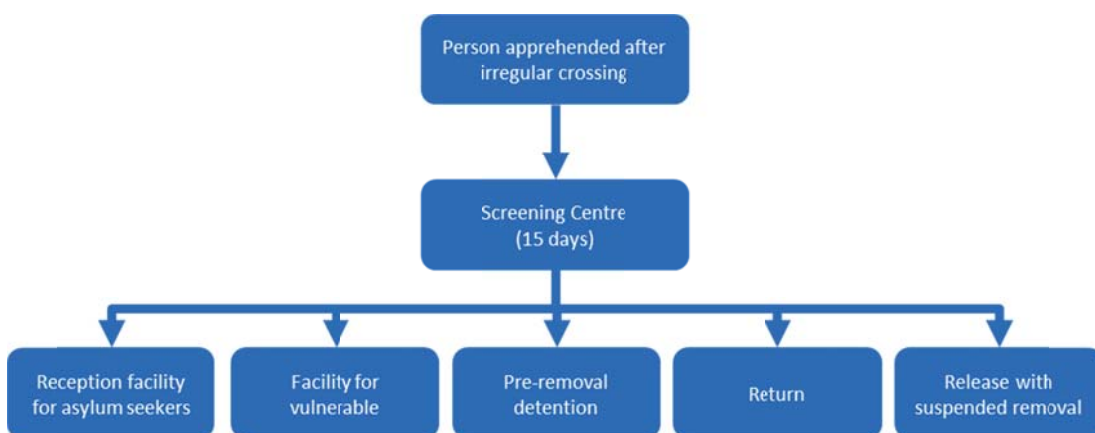 Person apprehended after
irregular crossing
Screening Centre
(15 days)
Reception facility
for asylum seekers
Facility for
vulnerable
Pre-removal
detention
Return
Release with
suspended removal